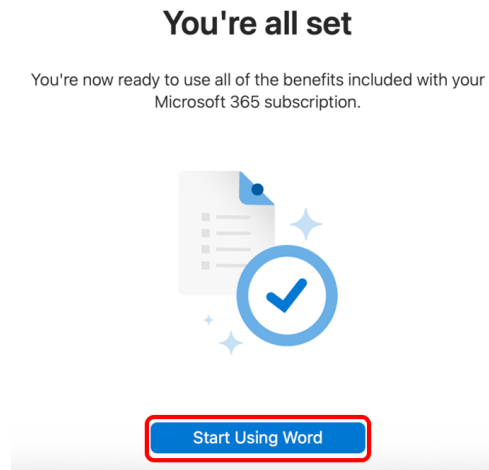 You're all set
You're now ready to use all of the benefits included with your
Microsoft 365 subscription.
Start Using Word